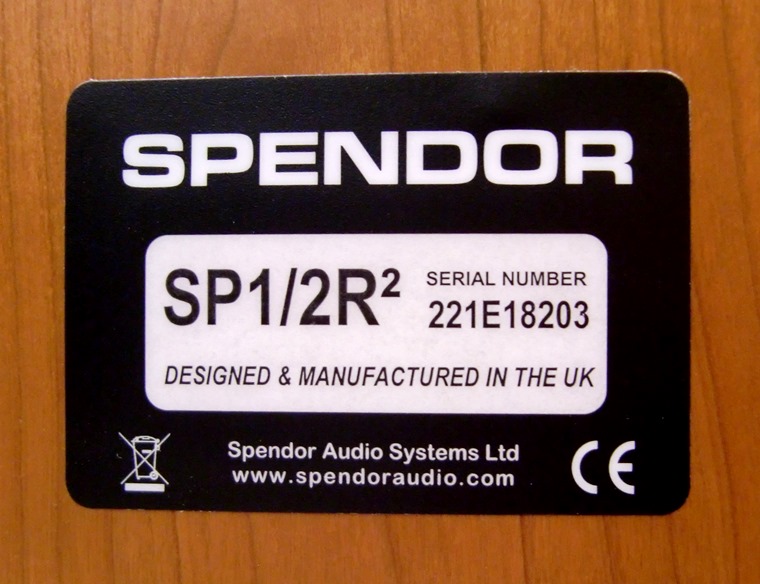 SPENDOR
SP1/2R²
SERIAL NUMBER
221E18203
DESIGNED & MANUFACTURED IN THE UK
Spendor Audio Systems Ltd
www.spendoraudio.com
CE